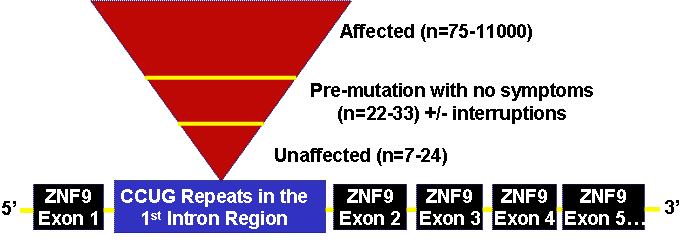 Affected (n=75-11000)
Pre-mutation with no symptoms
(n=22-33) +/- interruptions
Unaffected (n=7-24)
5’
ZNF9
Exon 1
CCUG Repeats in the
1st Intron Region
ZNF9
Exon 2
ZNF9
Exon 3
ZNF9
Exon 4
ZNF9
Exon 5...
3’